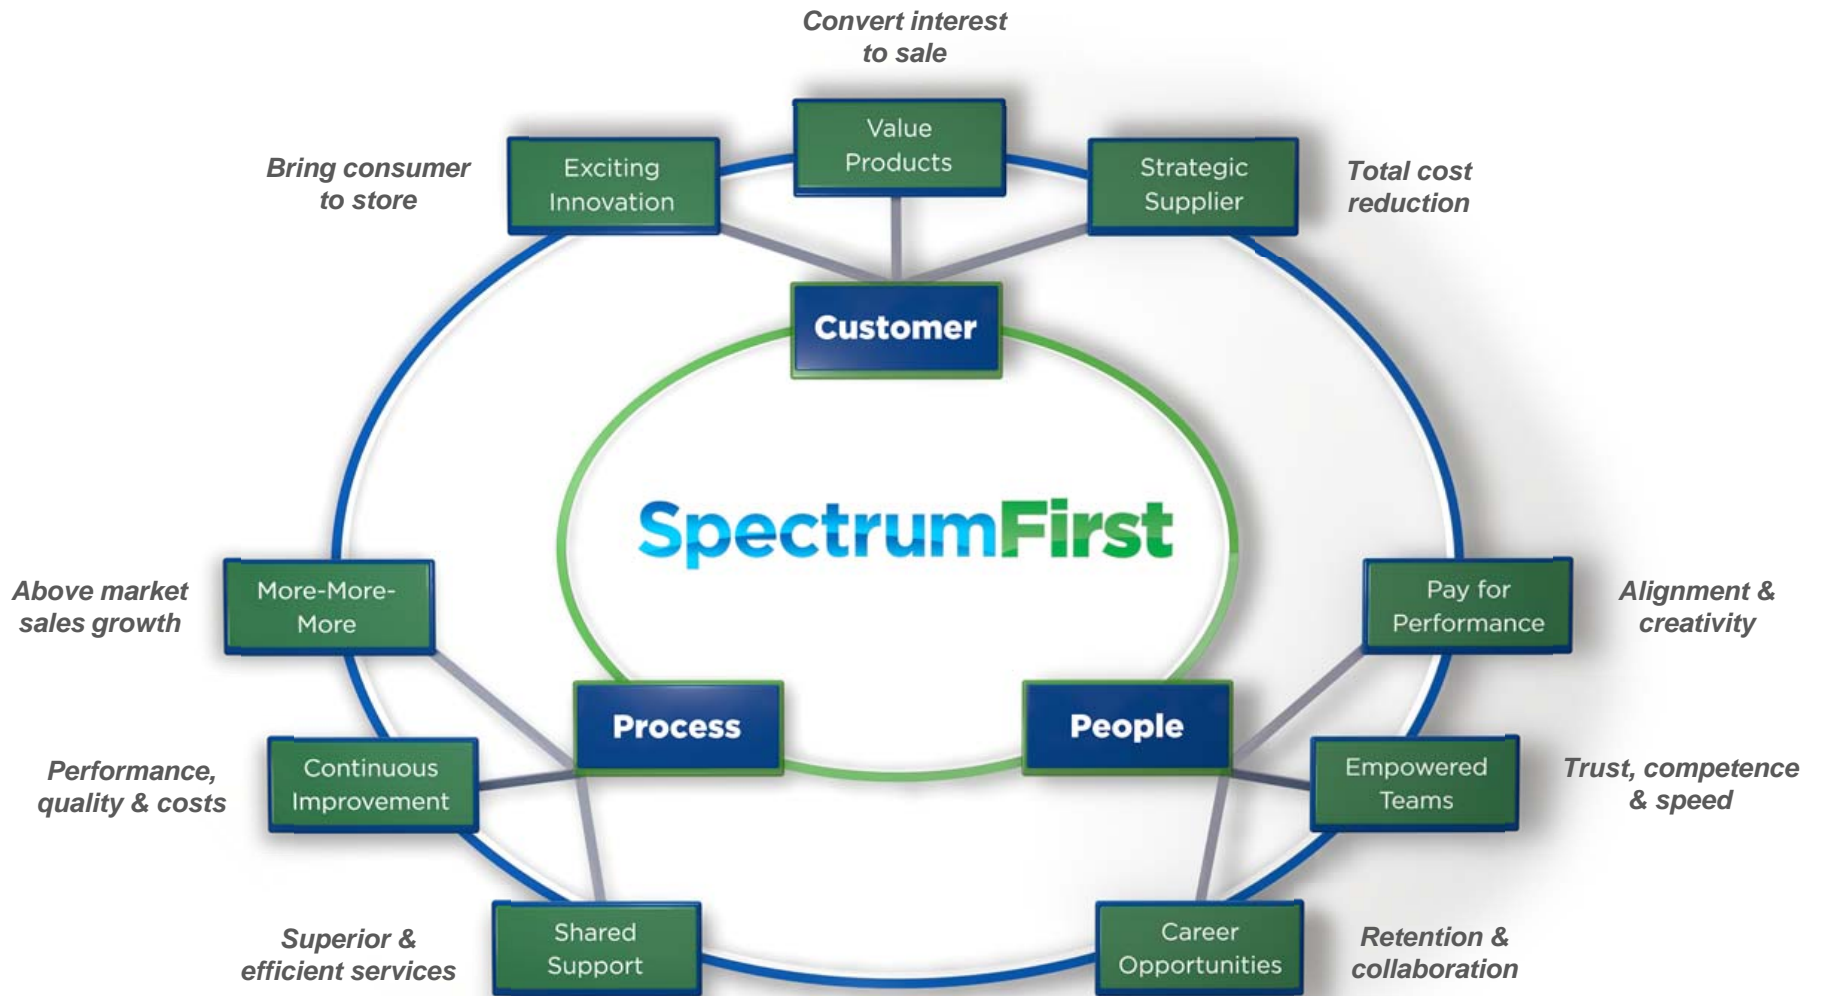 Convert interest
to sale
Value
Products
Exciting
Innovation
Bring consumer
to store
Strategic
Supplier
Total cost
reduction
Customer
SpectrumFirst
More-More-
More
Above market
sales growth
Pay for
Performance
Alignment &
creativity
Process
People
Continuous
Improvement
Performance,
quality & costs
Empowered
Teams
Trust, competence
& speed
Shared
Support
Superior &
efficient services
Career
Opportunities
Retention &
collaboration